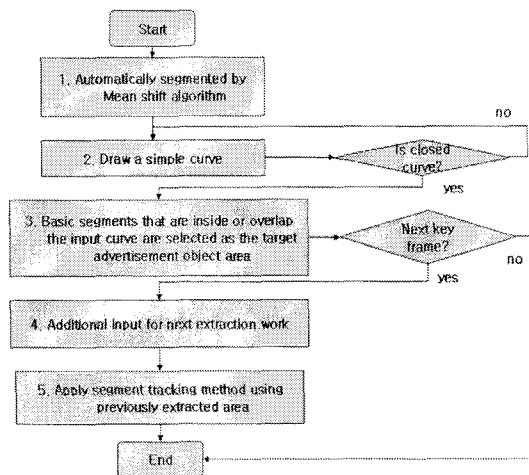 Start
1. Automatically segmented by
Mean shift algorithm
no
2. Draw a simple curve
Is closed
curve?
yes
3. Basic segments that are inside or overlap
the input curve are selected as the target
advertisement object area
Next key
frame?
no
yes
4. Additional input for next extraction work
5. Apply segment tracking method using
previously extracted area
End